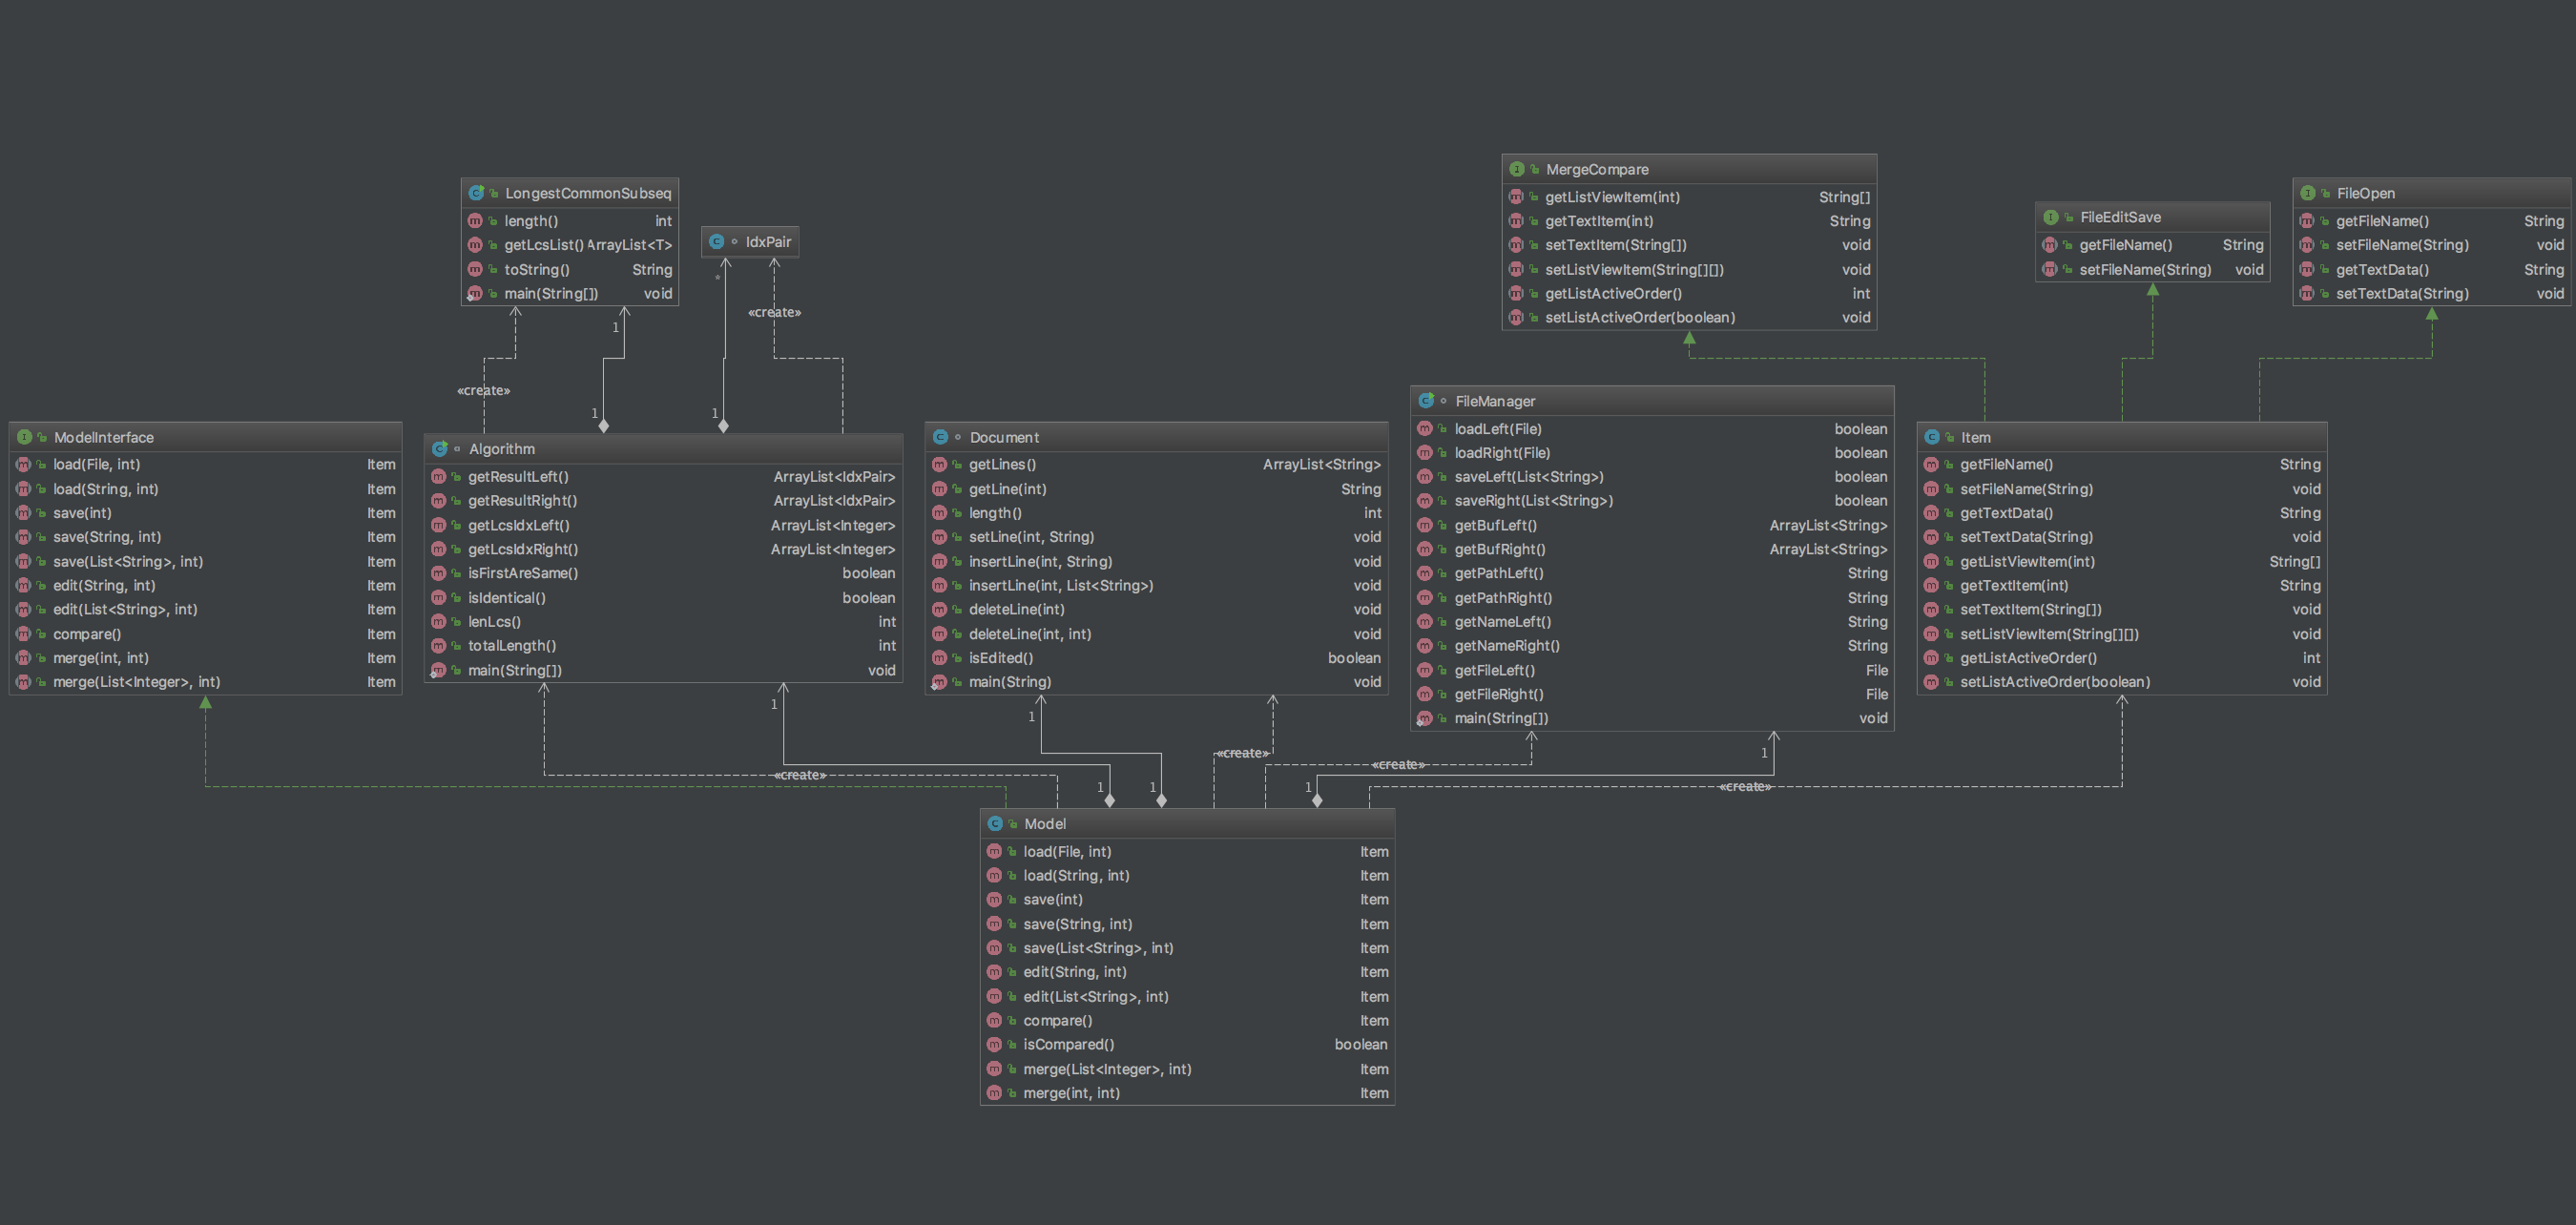 LongestCommonSubseq
length() int
getLcsList() ArrayList<T>
toString() String
main(String[]) void
IdxPair
*
«create»
1
«create»
1
1
MergeCompare
getListViewItem(int) String[]
getTextItem(int) String
setTextItem(String[]) void
setListViewItem(String[][]) void
getListActiveOrder() int
setListActiveOrder(boolean) void
FileEditSave
getFileName() String
setFileName(String) void
FileOpen
getFileName() String
setFileName(String) void
getTextData() String
setTextData(String) void
ModelInterface
load(File, int) Item
load(String, int) Item
save(int) Item
save(String, int) Item
save(List<String>, int) Item
edit(String, int) Item
edit(List<String>, int) Item
compare() Item
merge(int, int) Item
merge(List<Integer>, int) Item
Algorithm
getResultLeft() ArrayList<IdxPair>
getResultRight() ArrayList<IdxPair>
getLcsIdxLeft() ArrayList<Integer>
getLcsIdxRight() ArrayList<Integer>
isFirstAreSame() boolean
isIdentical() boolean
lenLcs() int
totalLength() int
main(String[]) void
Document
getLines() ArrayList<String>
getLine(int) String
length() int
setLine(int, String) void
insertLine(int, String) void
insertLine(int, List<String>) void
deleteLine(int) void
deleteLine(int, int) void
isEdited() boolean
main(String) void
FileManager
loadLeft(File) boolean
loadRight(File) boolean
saveLeft(List<String>) boolean
saveRight(List<String>) boolean
getBufLeft() ArrayList<String>
getBufRight() ArrayList<String>
getPathLeft() String
getPathRight() String
getNameLeft() String
getNameRight() String
getFileLeft() File
getFileRight() File
main(String[]) void
Item
getFileName() String
setFileName(String) void
getTextData() String
setTextData(String) void
getListViewItem(int) String[]
getTextItem(int) String
setTextItem(String[]) void
setListViewItem(String[][]) void
getListActiveOrder() int
setListActiveOrder(boolean) void
1
1
1
«create»
«create»
«create»
«create»
1
1
1
Model
load(File, int) Item
load(String, int) Item
save(int) Item
save(String, int) Item
save(List<String>, int) Item
edit(String, int) Item
edit(List<String>, int) Item
compare() Item
isCompared() boolean
merge(List<Integer>, int) Item
merge(int, int) Item